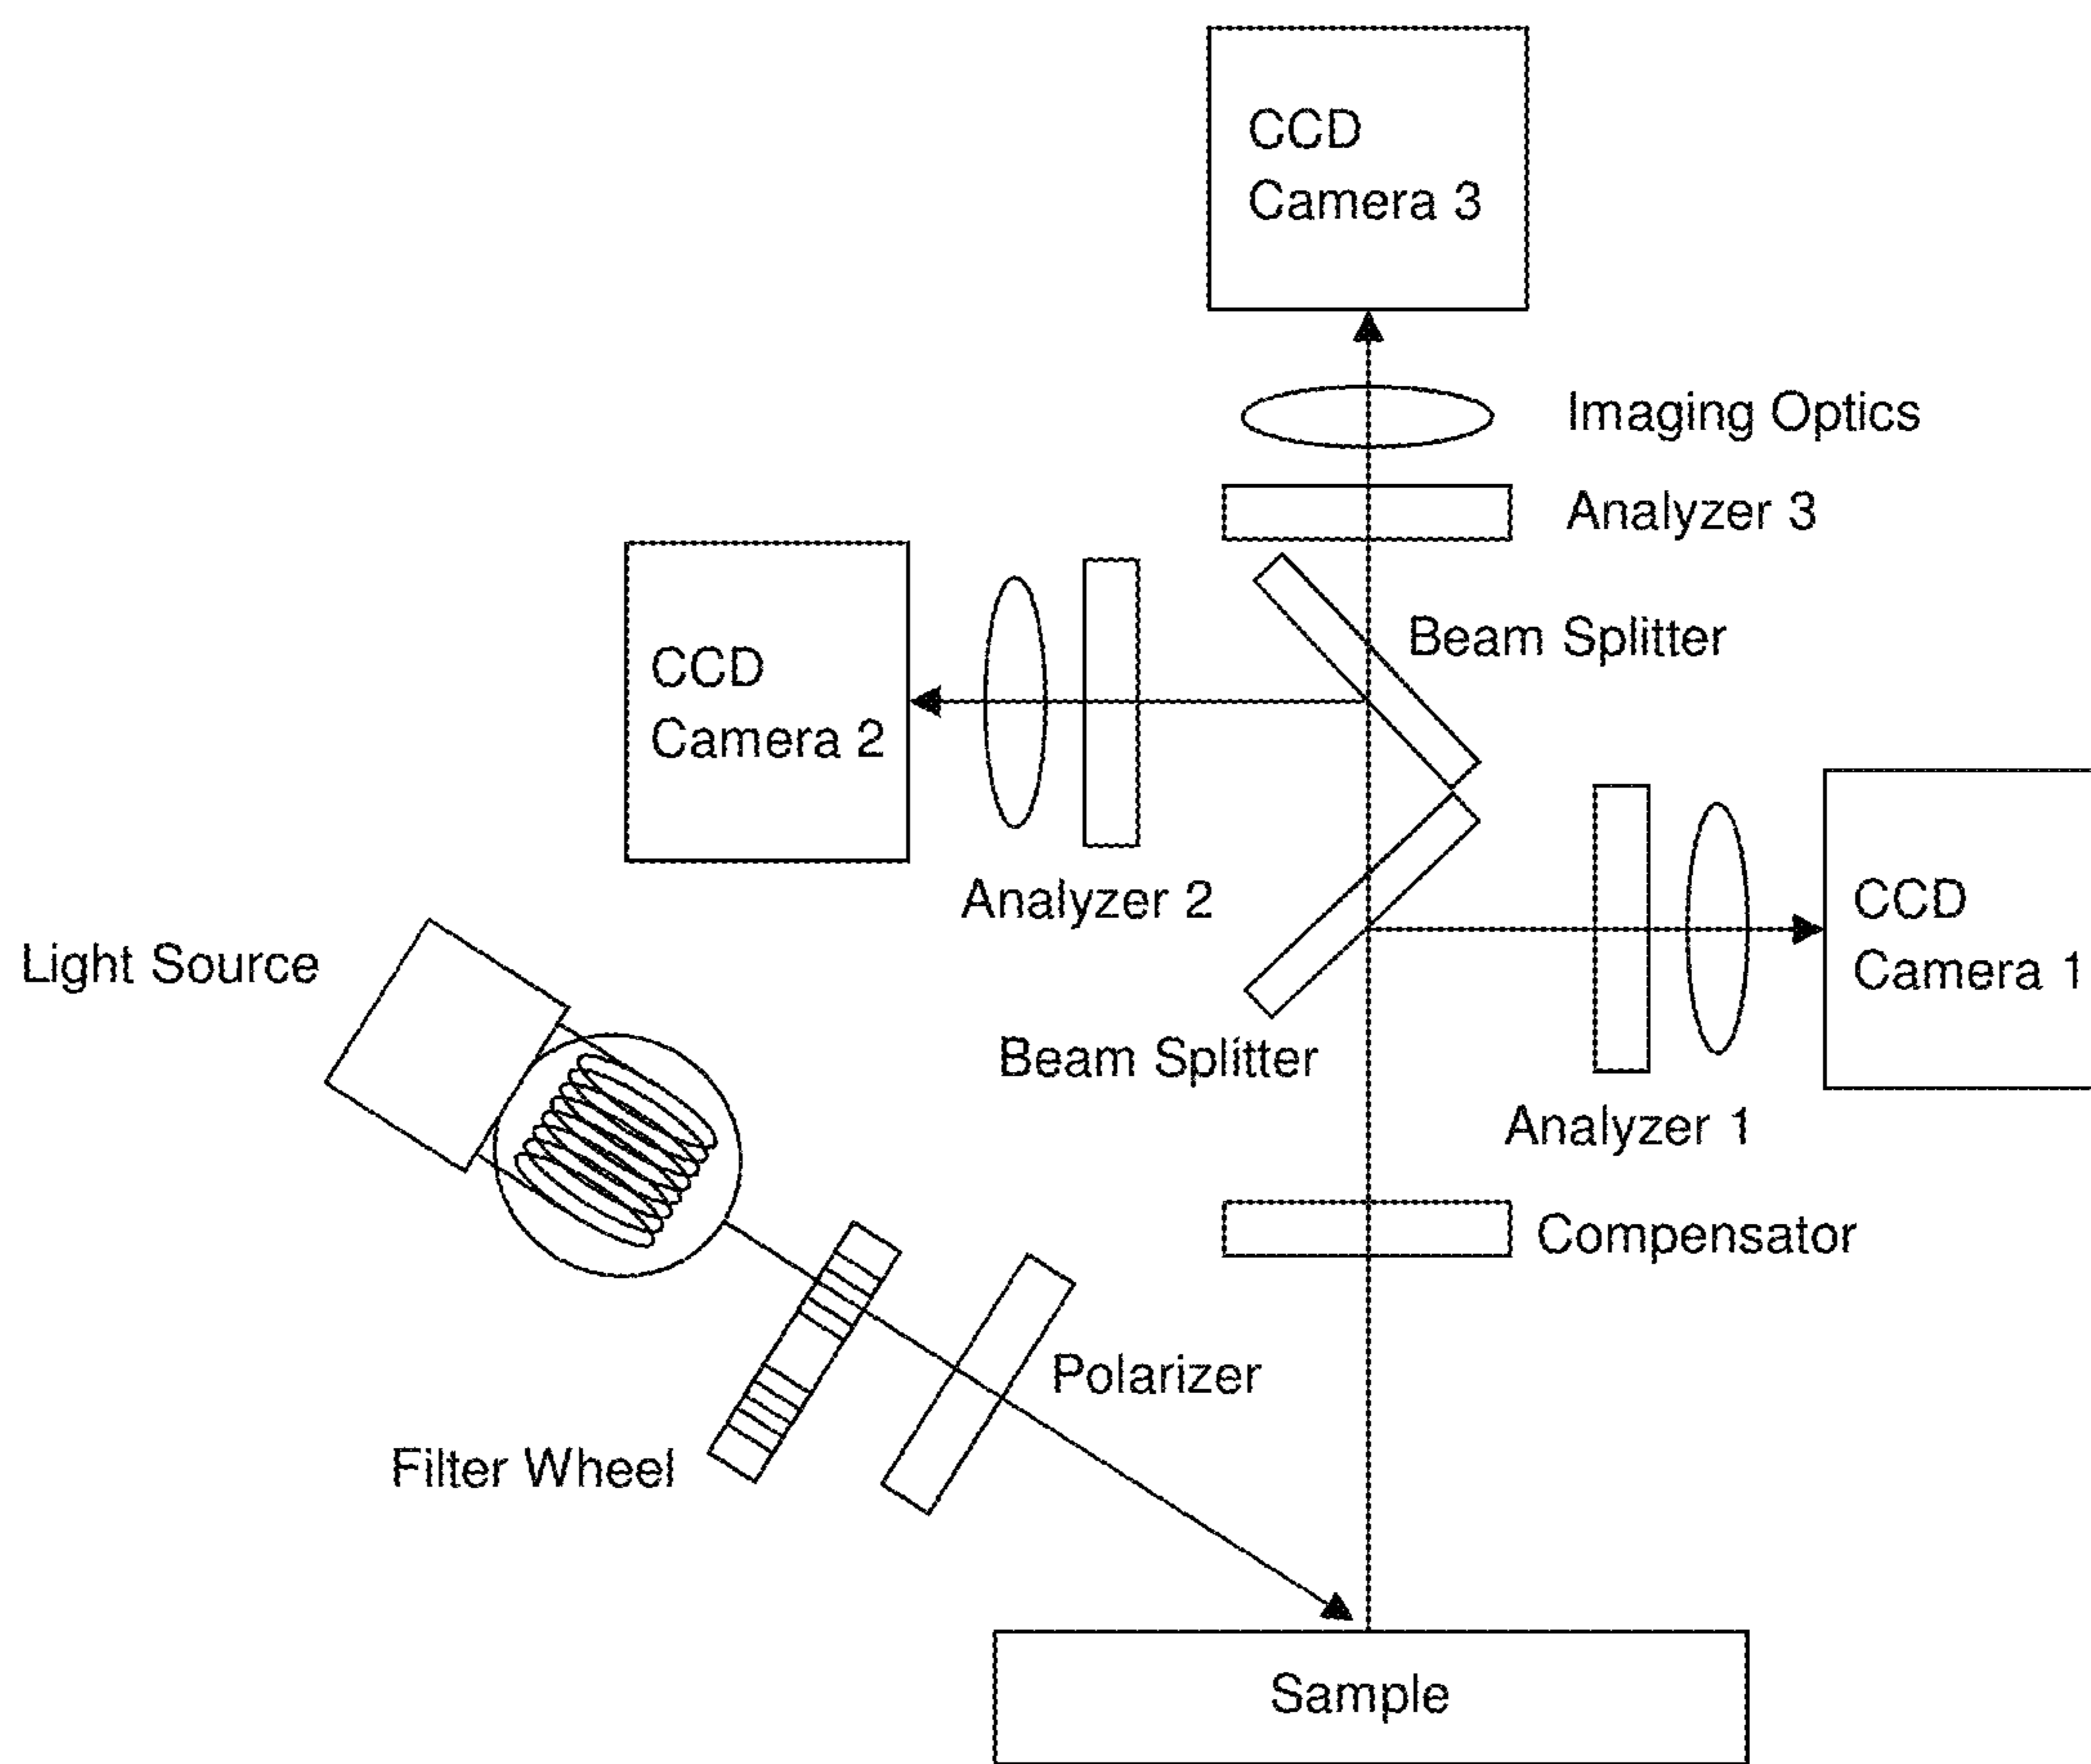 CCD
Camera 3
Imaging Optics
Analyzer 3
Beam Splitter
CCD
Camera 2
Analyzer 2
CCD
Camera 1
Light Source
Beam Splitter
Analyzer 1
Compensator
Polarizer
Filter Wheel
Sample